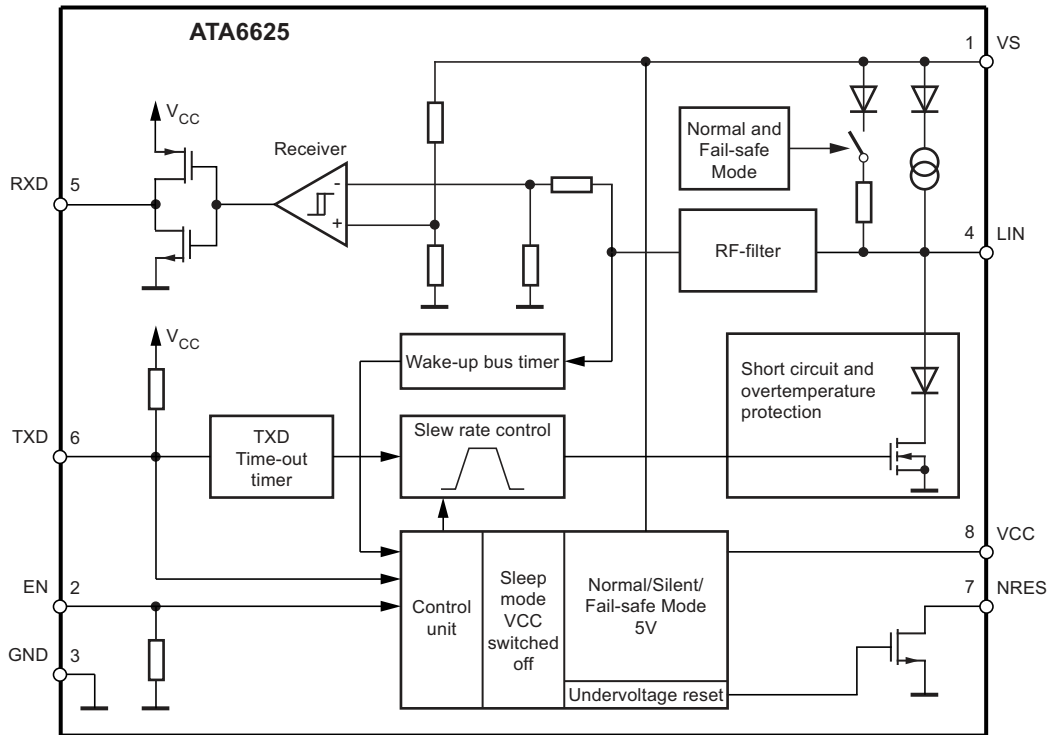 ATA6625
1
VS
VCC
Receiver
-
+
RXD
5
Normal and
Fail-safe
Mode
RF-filter
4
LIN
VCC
Wake-up bus timer
Short circuit and
overtemperature
protection
TXD
6
TXD
Time-out
timer
Slew rate control
8
VCC
EN
2
Control
unit
Sleep
mode
VCC
switched
off
Normal/Silent/
Fail-safe Mode
5V
7
NRES
GND
3
Undervoltage reset